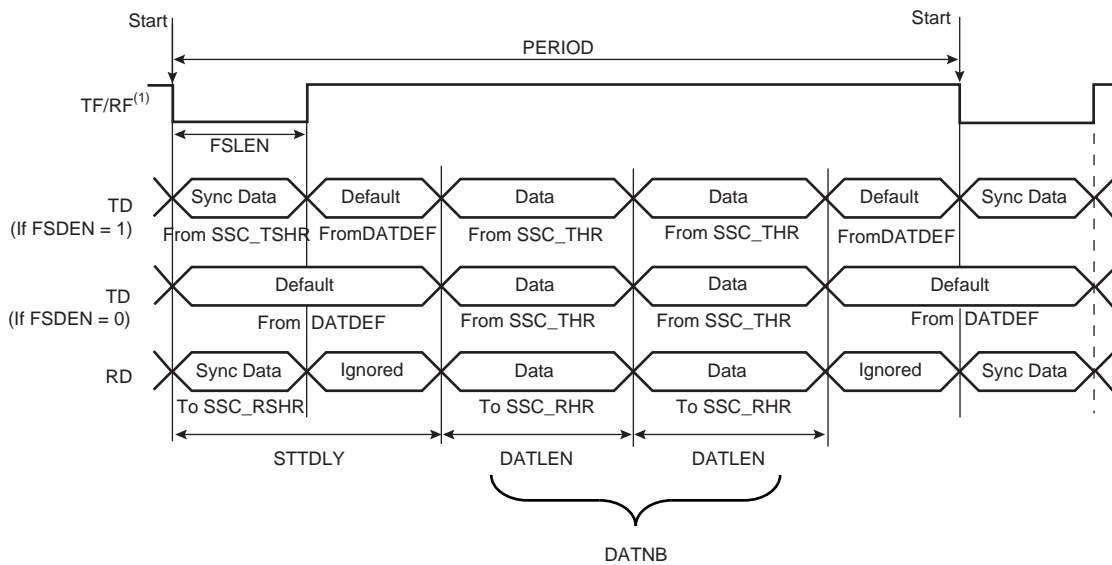 Start
Start
PERIOD
TF/RF(1)
FSLEN
TD
(If FSDEN = 1)
Sync Data
Default
Data
Data
Default
Sync Data
From SSC_TSHR
FromDATDEF
From SSC_THR
From SSC_THR
FromDATDEF
TD
(If FSDEN = 0)
Default
Data
Data
Default
From DATDEF
From SSC_THR
From SSC_THR
From DATDEF
RD
Sync Data
Ignored
Data
Data
Ignored
Sync Data
To SSC_RSHR
To SSC_RHR
To SSC_RHR
STTDLY
DATLEN
DATLEN
DATNB